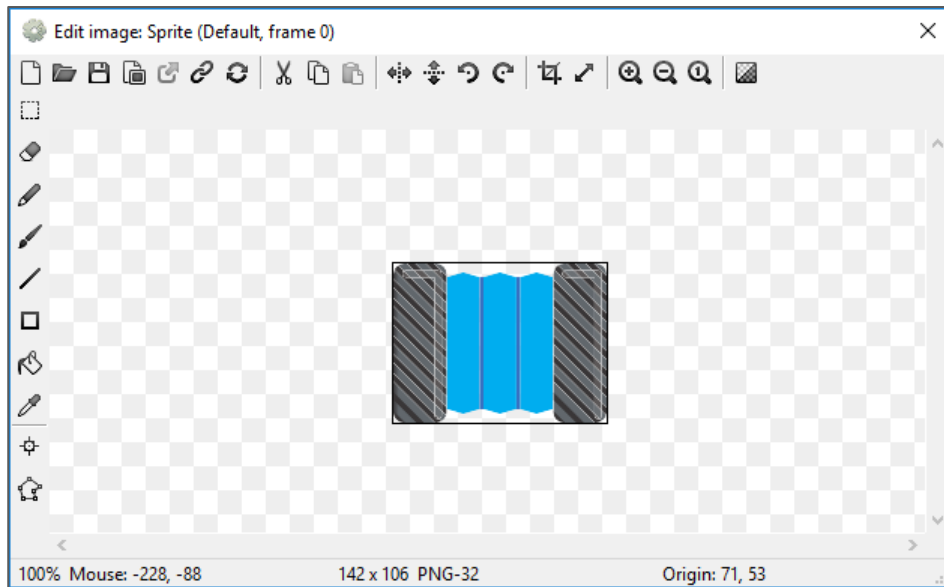 Edit image: Sprite (Default, frame 0)
100% Mouse: -228, -88 142 x 106 PNG-32 Origin: 71, 53